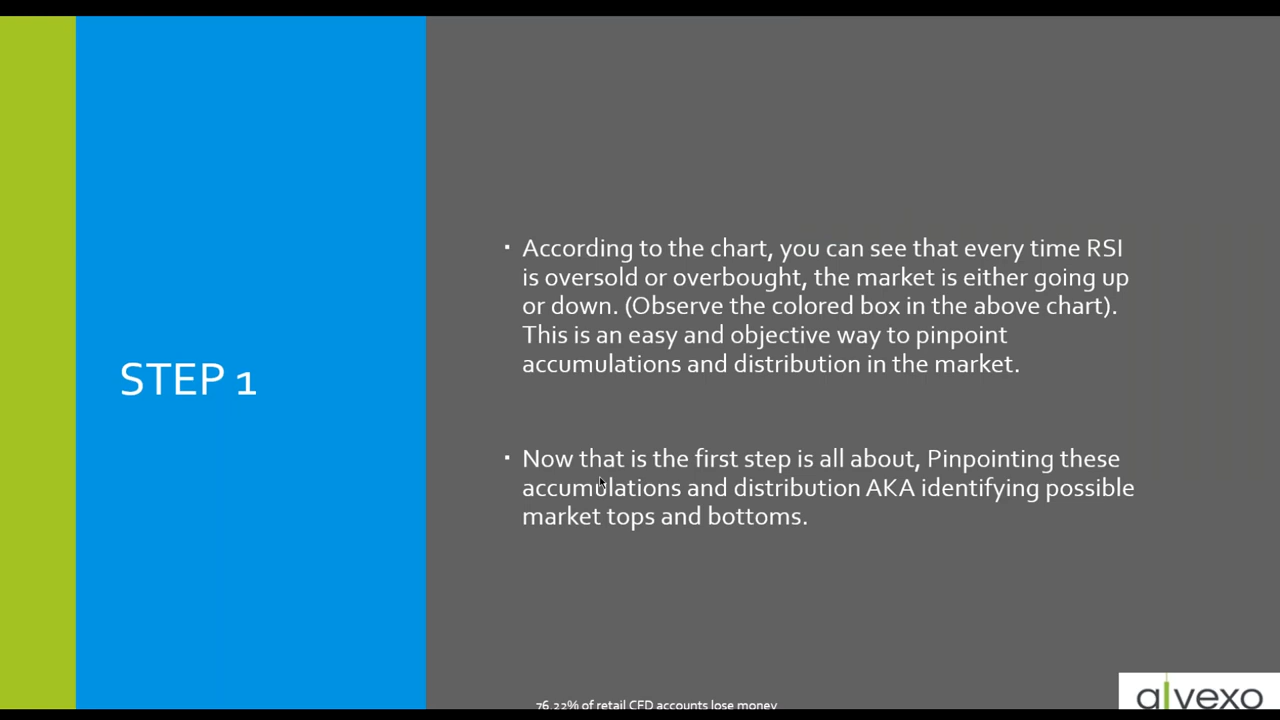 STEP 1
▪ According to the chart, you can see that every time RSI
is oversold or overbought, the market is either going up
or down. (Observe the colored box in the above chart).
This is an easy and objective way to pinpoint
accumulations and distribution in the market.
▪ Now that is the first step is all about, Pinpointing these
accumulations and distribution AKA identifying possible
market tops and bottoms.
76.22% of retail CFD accounts lose money
alvexo